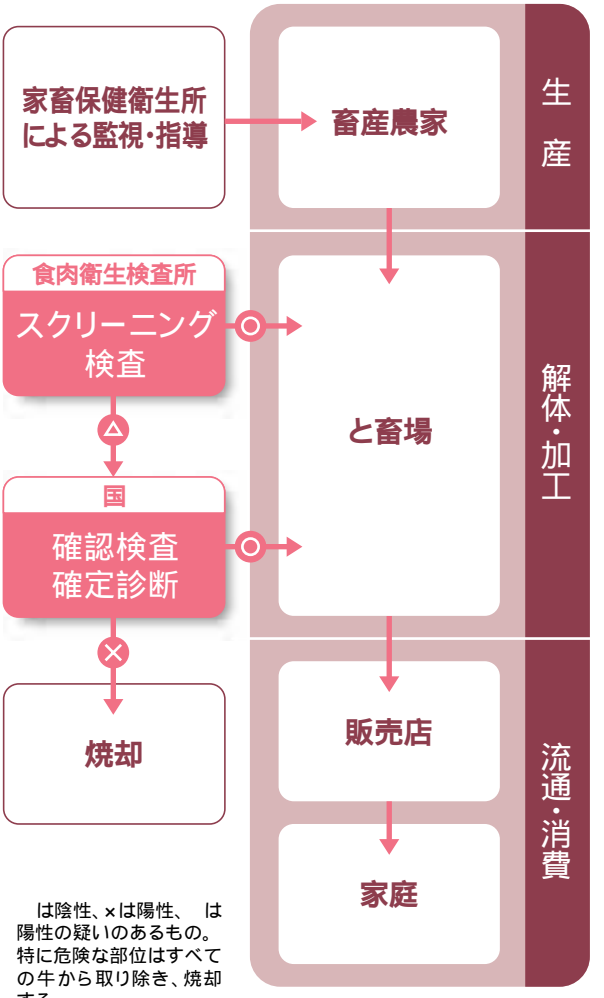 家畜保健衛生所
による監視・指導
畜産農家
生産
食肉衛生検査所
スクリーニング
検査
と畜場
解体・加工
国
確認検査
確定診断
焼却
販売店
家庭
流通・消費
は陰性、×は陽性、 は
陽性の疑いのあるもの。
特に危険な部位はすべて
の牛から取り除き、焼却
する